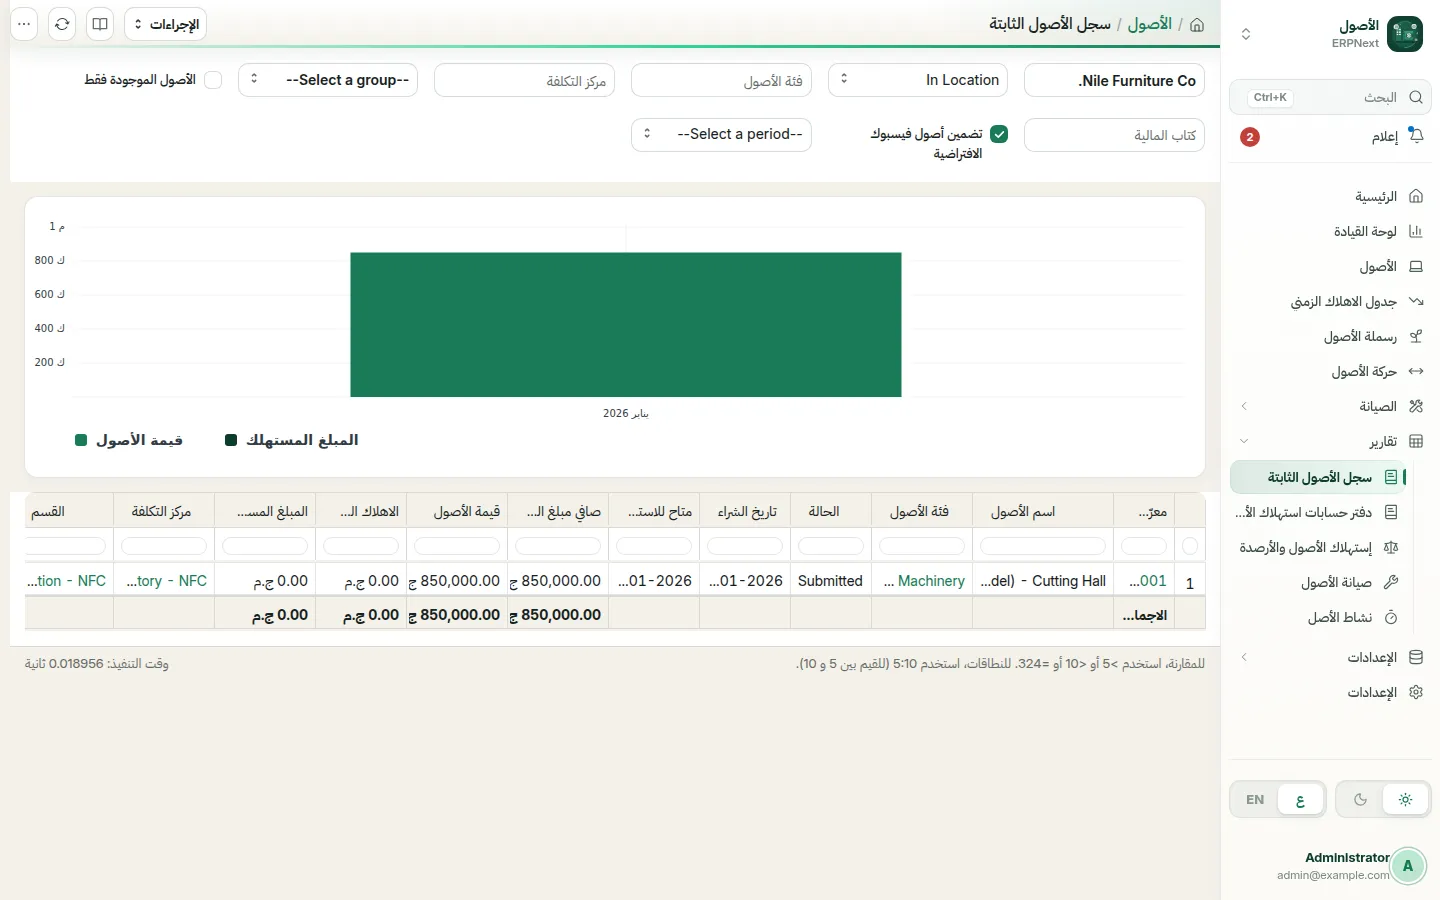 الأصول
ERPNext
البحث
Ctrl+K
إعلام
2
الرئيسية
لوحة القيادة
الأصول
جدول الاهلاك الزمني
رسملة الأصول
حركة الأصول
الصيانة
تقارير
سجل الأصول الثابتة
دفتر حسابات استهلاك الأ...
إستهلاك الأصول والأرصدة
صيانة الأصول
نشاط الأصل
الإعدادات
الإعدادات
ع
EN
Administrator
admin@example.com
A
الأصول / سجل الأصول الثابتة
الإجراءات
Nile Furniture Co.
In Location
فئة الأصول
مركز التكلفة
--Select a group--
الأصول الموجودة فقط
كتاب المالية
تضمين أصول فيسبوك
الافتراضية
--Select a period--
1 م
800 ك
600 ك
400 ك
200 ك
يناير 2026
قيمة الأصول
المبلغ المستهلك
معرّ... اسم الأصول فئة الأصول الحالة تاريخ الشراء متاح للاست... صافي مبلغ الـ... قيمة الأصول الاهلاك الـ... المبلغ المسـ... مركز التكلفة القسم
1 ...001 ...del) - Cutting Hall Machinery ... Submitted ...01-2026 ...01-2026 850,000.00 ج 850,000.00 ج 0.00 ج.م 0.00 ج.م ...tory - NFC ...tion - NFC
الاجما... 850,000.00 ج 850,000.00 ج 0.00 ج.م 0.00 ج.م
للمقارنة، استخدم >5 أو <10 أو =324. للنطاقات، استخدم 5:10 (للقيم بين 5 و 10).
وقت التنفيذ: 0.018956 ثانية